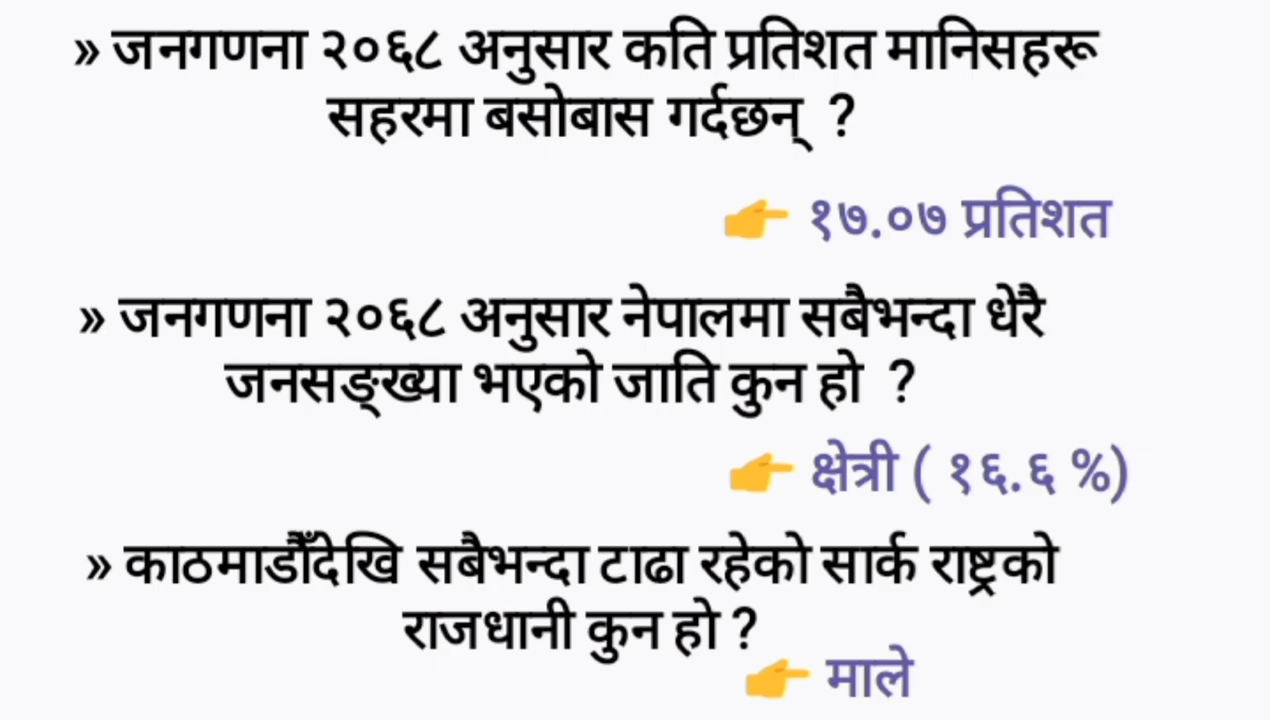 » जनगणना २०६८ अनुसार कति प्रतिशत मानिसहरू
सहरमा बसोबास गर्दछन् ?
👉 १७.०७ प्रतिशत
» जनगणना २०६८ अनुसार नेपालमा सबैभन्दा धेरै
जनसङ्ख्या भएको जाति कुन हो ?
👉 क्षेत्री ( १६.६ %)
» काठमाडौँदेखि सबैभन्दा टाढा रहेको सार्क राष्ट्रको
राजधानी कुन हो ?
👉 माले